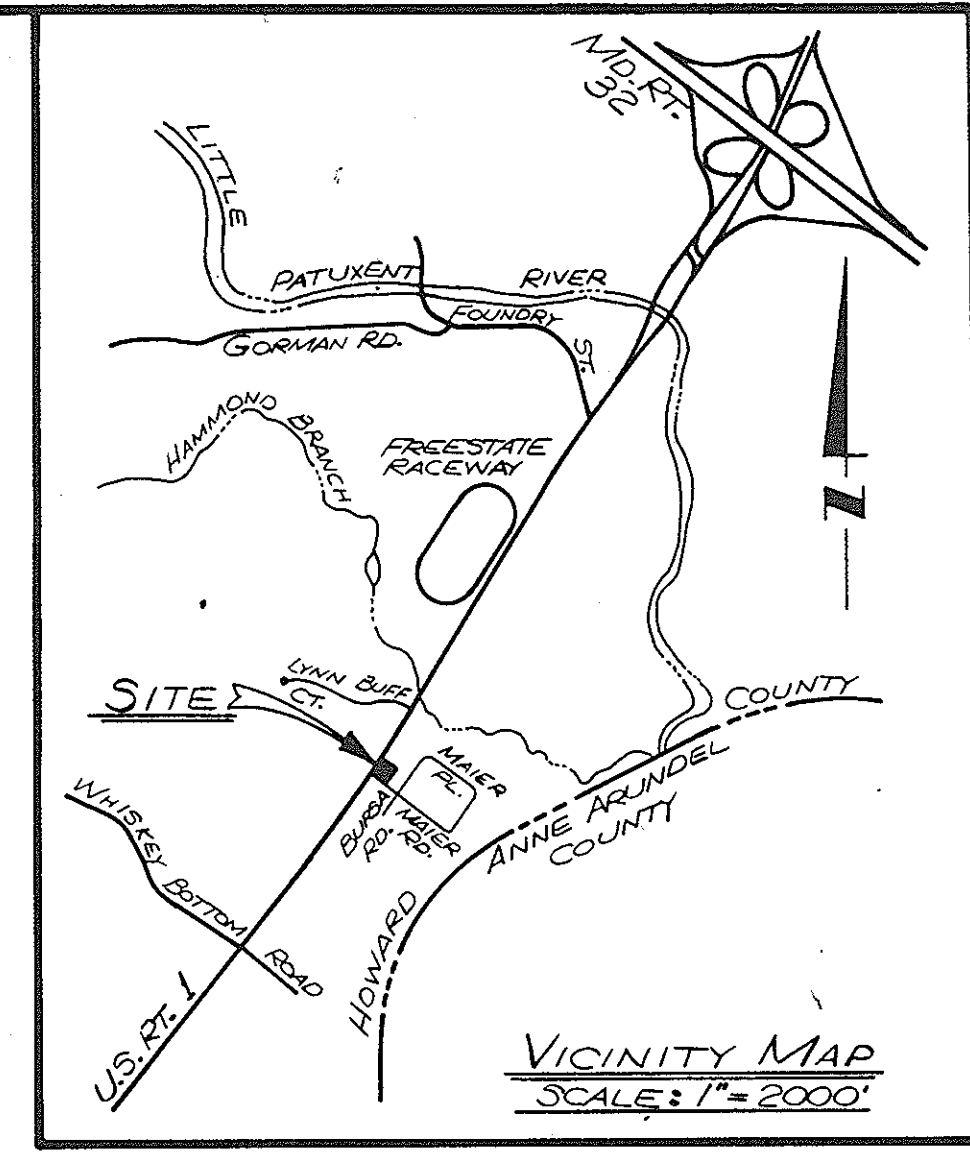 MD. RT.
32
LITTLE
PATUXENT
RIVER
FOUNDRY
ST.
GORMAN RD.
HAMMOND BRANCH
FREESTATE
RACEWAY
N
LYNN BUFF
CT.
SITE
COUNTY
MAIER
PL.
ANNE ARUNDEL
COUNTY
BURSA
RD.
MAIER
RD.
WHISKEY BOTTOM ROAD
HOWARD
U.S. RT. 1
VICINITY MAP
SCALE: 1"=2000'